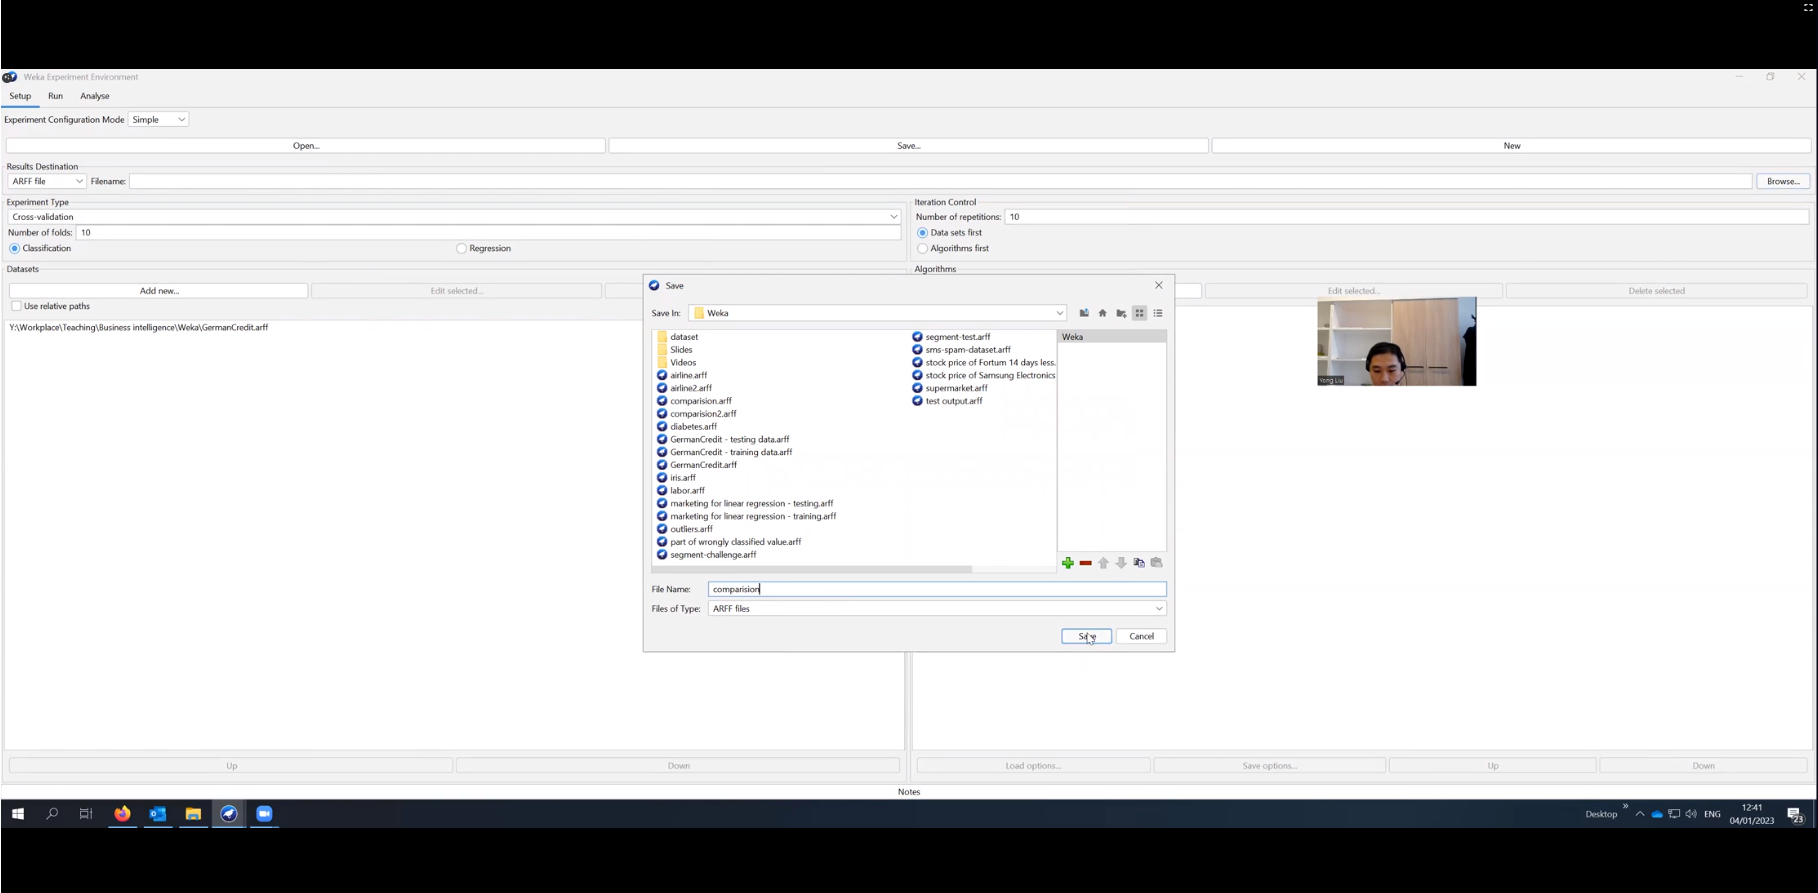 Weka Experiment Environment
Setup Run Analyse
Experiment Configuration Mode Simple
Open... Save... New
Results Destination
ARFF file Filename: Browse...
Experiment Type
Cross-validation
Number of folds: 10
Classification Regression
Iteration Control
Number of repetitions: 10
Data sets first
Algorithms first
Datasets
Add new... Edit selected...
Use relative paths
Y:\Workplace\Teaching\Business intelligence\Weka\GermanCredit.arff
Up Down
Algorithms
Edit selected... Delete selected
Load options... Save options... Up Down
Save
Save In: Weka
dataset
Slides
Videos
airline.arff
airline2.arff
comparision.arff
comparision2.arff
diabetes.arff
GermanCredit - testing data.arff
GermanCredit - training data.arff
GermanCredit.arff
iris.arff
labor.arff
marketing for linear regression - testing.arff
marketing for linear regression - training.arff
outliers.arff
part of wrongly classified value.arff
segment-challenge.arff
segment-test.arff
sms-spam-dataset.arff
stock price of Fortum 14 days less.
stock price of Samsung Electronics
supermarket.arff
test output.arff
Weka
File Name: comparision
Files of Type: ARFF files
Save Cancel
Yong Liu
Notes
Desktop ENG
12:41
04/01/2023
23